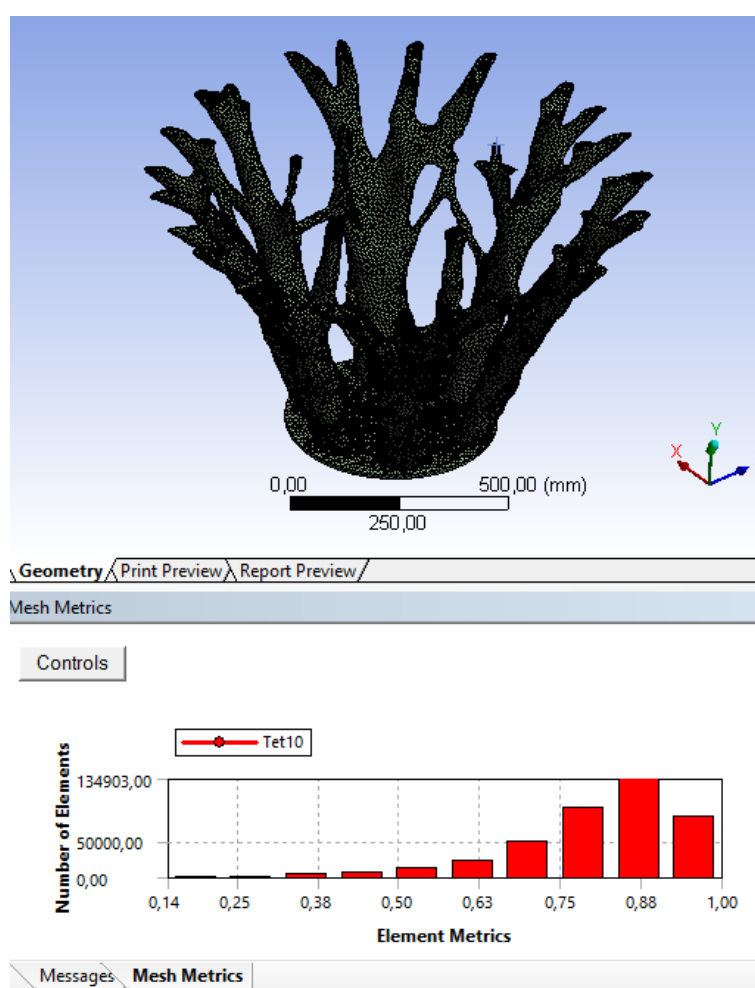 Y
X
0,00 500,00 (mm)
250,00
Geometry Print Preview Report Preview
Mesh Metrics
Controls
Tet10
Number of Elements
134903,00
50000,00
0,00
0,14 0,25 0,38 0,50 0,63 0,75 0,88 1,00
Element Metrics
Messages Mesh Metrics